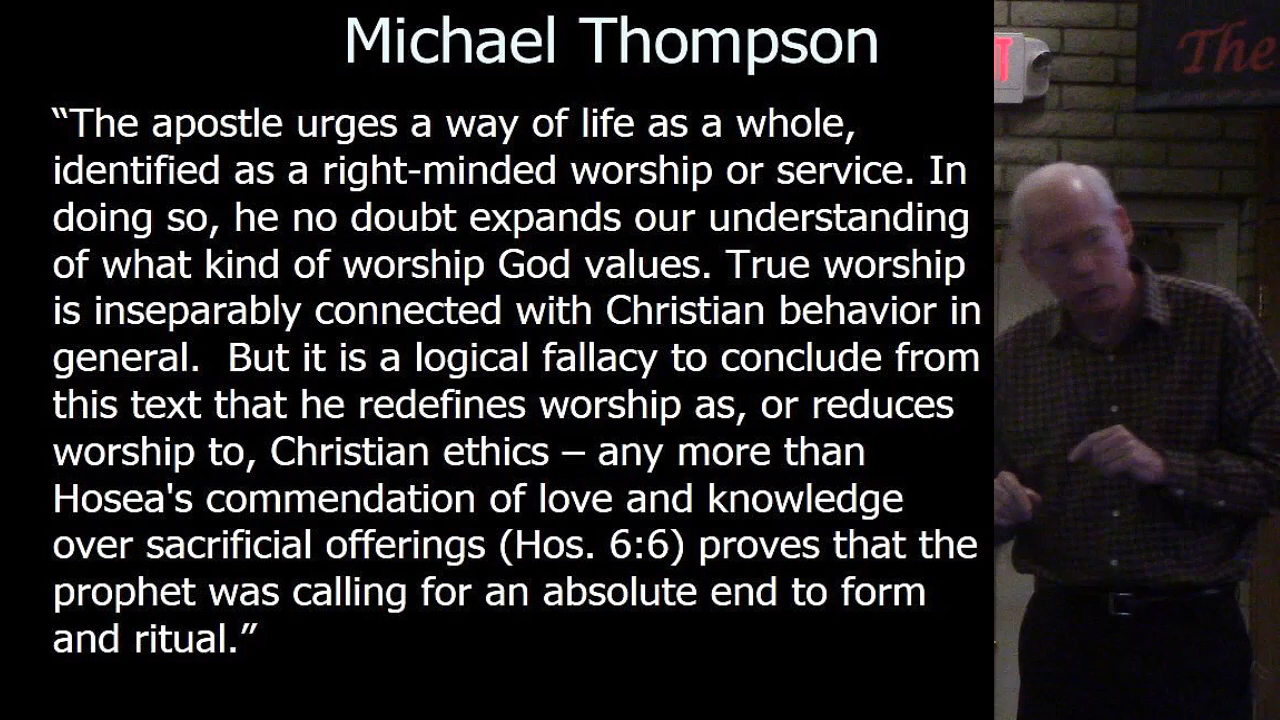 Michael Thompson
“The apostle urges a way of life as a whole,
identified as a right-minded worship or service. In
doing so, he no doubt expands our understanding
of what kind of worship God values. True worship
is inseparably connected with Christian behavior in
general.  But it is a logical fallacy to conclude from
this text that he redefines worship as, or reduces
worship to, Christian ethics – any more than
Hosea's commendation of love and knowledge
over sacrificial offerings (Hos. 6:6) proves that the
prophet was calling for an absolute end to form
and ritual.”
The